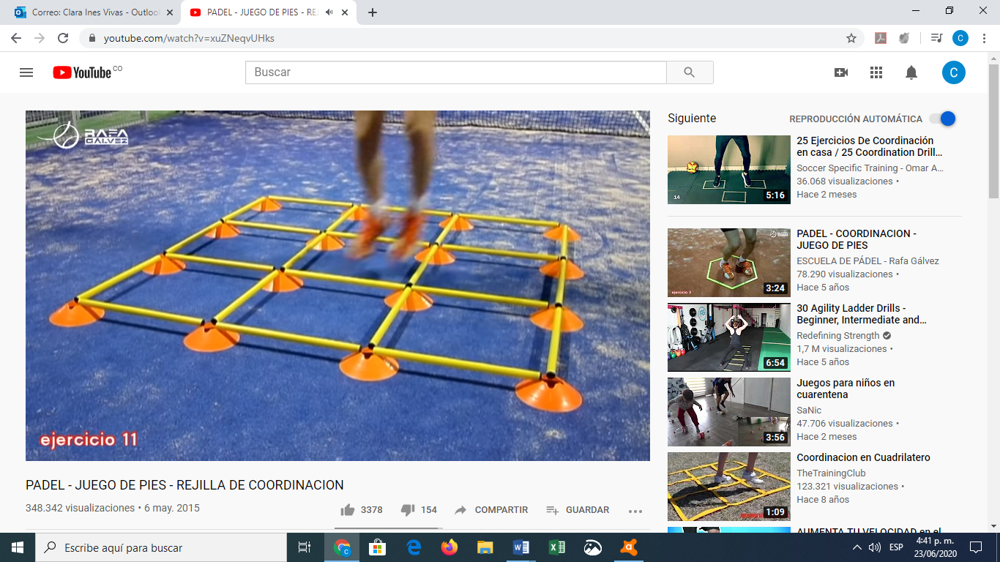 Correo: Clara Ines Vivas - Outloo
PADEL - JUEGO DE PIES - RE
youtube.com/watch?v=xuZNeqvUHks
C
YouTube CO
Buscar
C
RAFA
GALVEZ
ejercicio 11
PADEL - JUEGO DE PIES - REJILLA DE COORDINACION
348.342 visualizaciones • 6 may. 2015
3378
154
COMPARTIR
GUARDAR
Siguiente
REPRODUCCIÓN AUTOMÁTICA
14
5:16
25 Ejercicios De Coordinación
en casa / 25 Coordination Drill…
Soccer Specific Training - Omar A…
36.068 visualizaciones •
Hace 2 meses
ejercicio 3
3:24
PADEL - COORDINACION -
JUEGO DE PIES
ESCUELA DE PÁDEL - Rafa Gálvez
78.290 visualizaciones •
Hace 5 años
6:54
30 Agility Ladder Drills -
Beginner, Intermediate and…
Redefining Strength
1,7 M visualizaciones •
Hace 5 años
3:56
Juegos para niños en
cuarentena
SaNic
47.706 visualizaciones •
Hace 2 meses
1:09
Coordinacion en Cuadrilatero
TheTrainingClub
123.321 visualizaciones •
Hace 8 años
AUMENTA TU VELOCIDAD en el
Escribe aquí para buscar
ESP
4:41 p. m.
23/06/2020